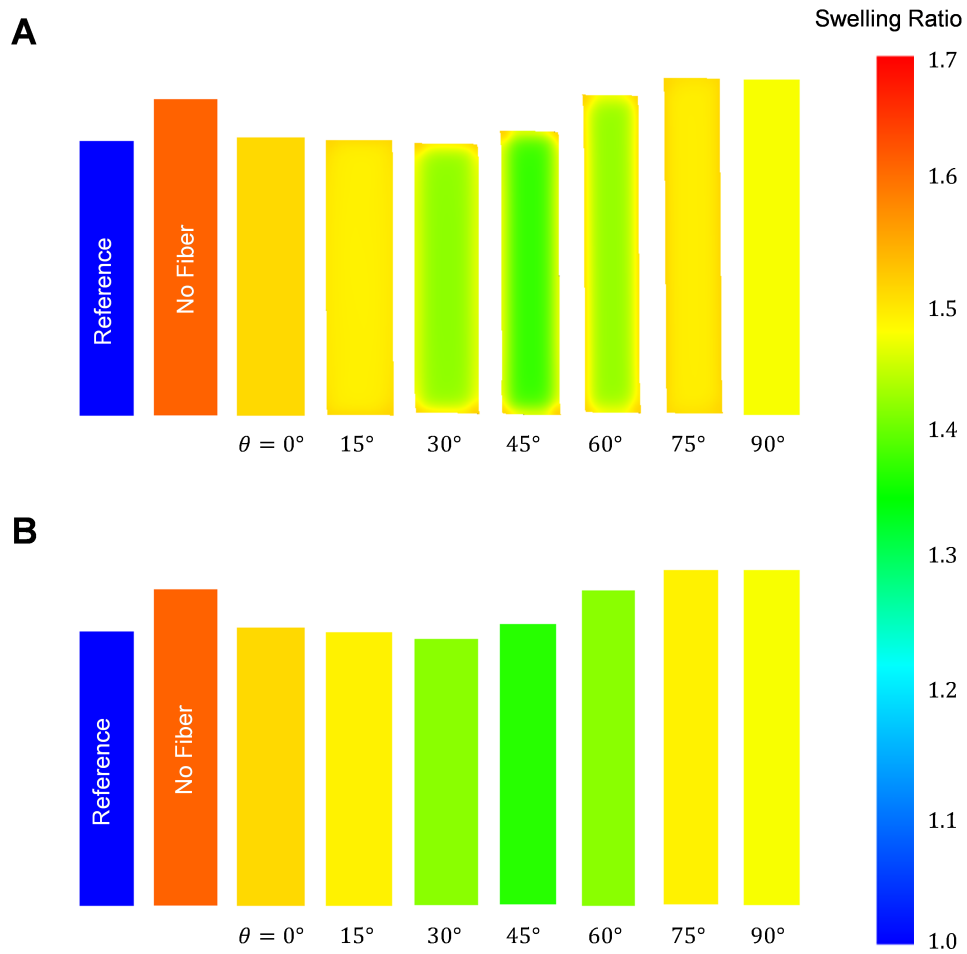 Swelling Ratio
A
1.7
1.6
1.5
1.4
1.3
1.2
1.1
1.0
Reference
No Fiber
θ = 0° 15° 30° 45° 60° 75° 90°
B
Reference
No Fiber
θ = 0° 15° 30° 45° 60° 75° 90°